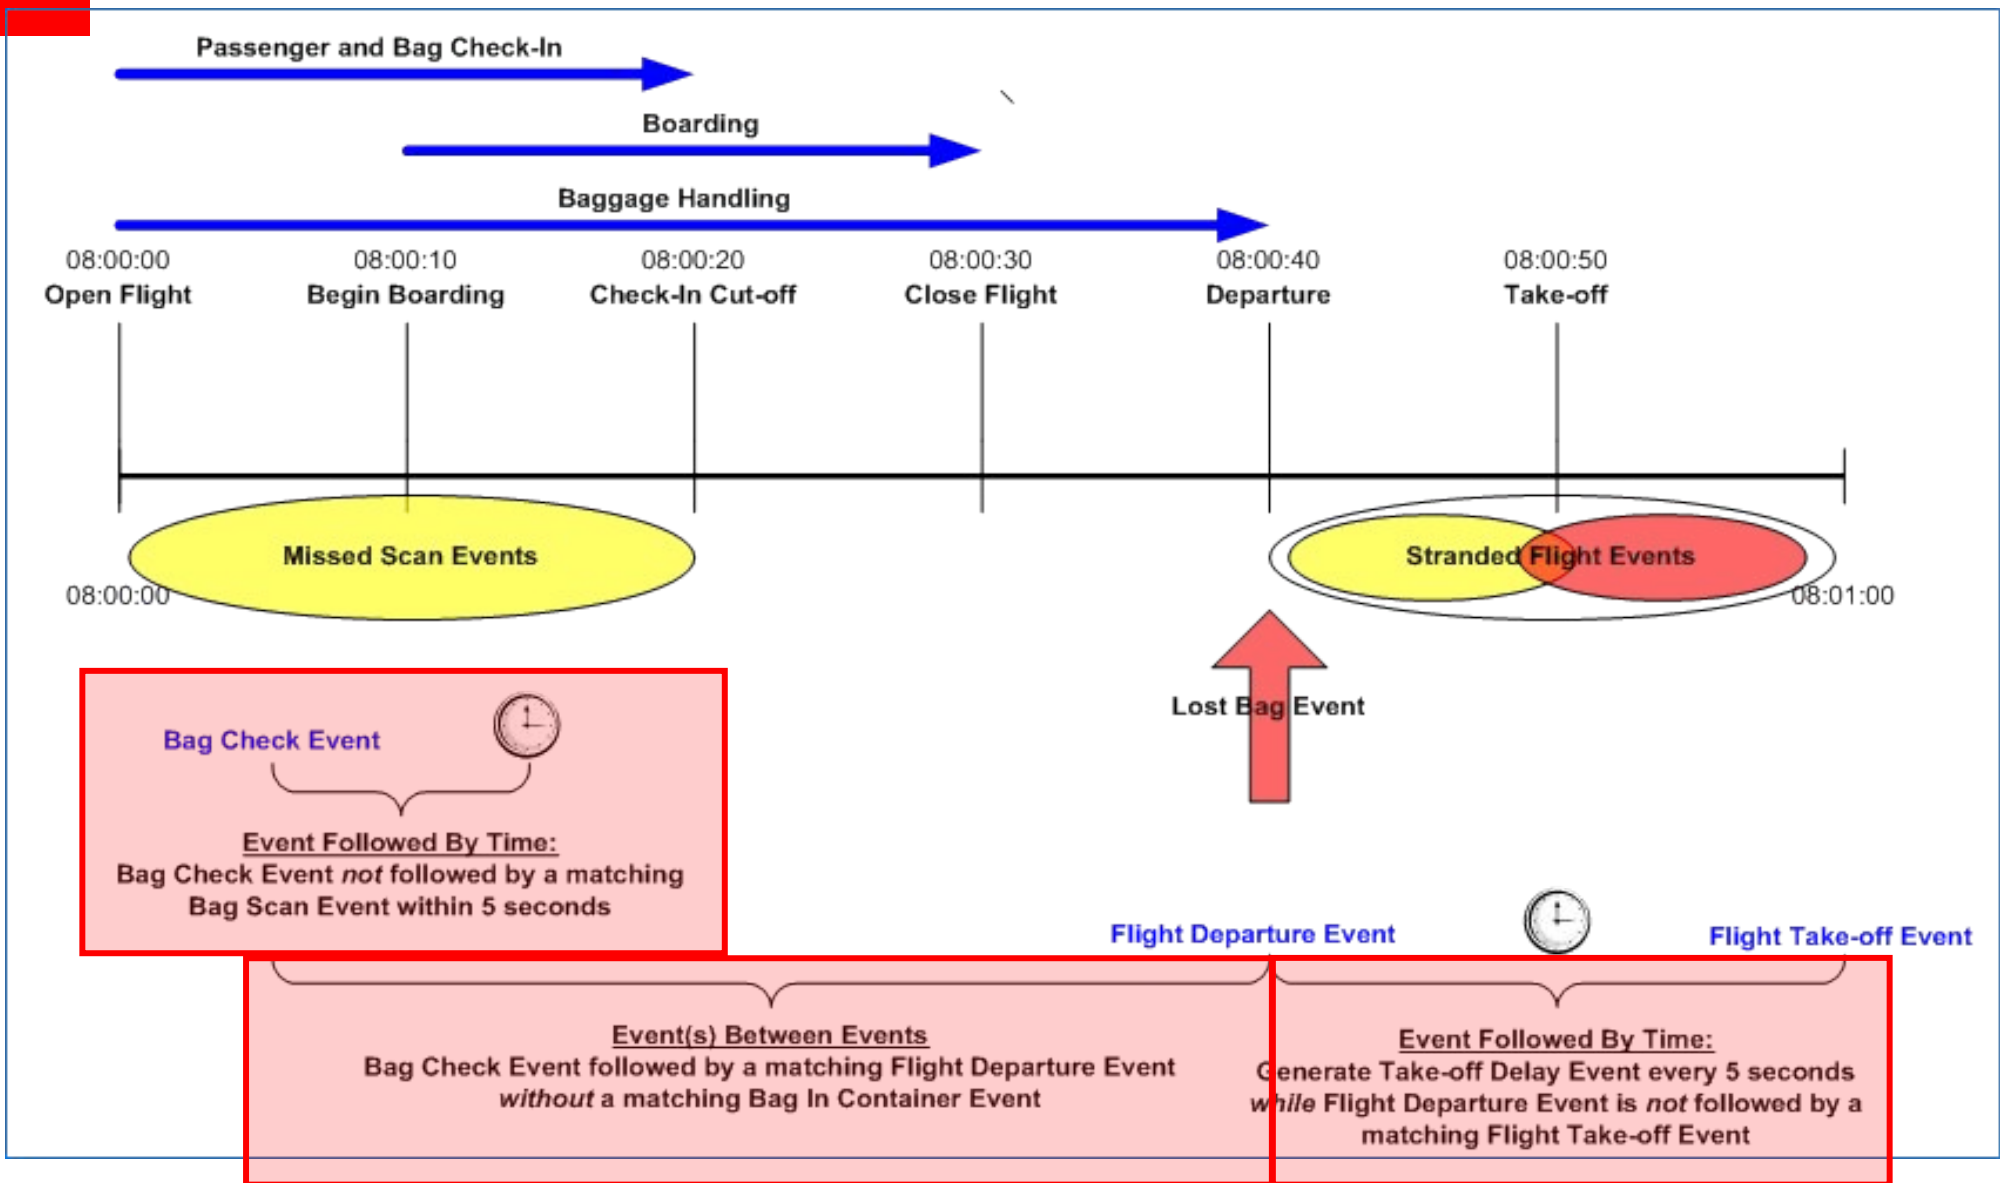 Passenger and Bag Check-In
Boarding
Baggage Handling
08:00:00
Open Flight
08:00:10
Begin Boarding
08:00:20
Check-In Cut-off
08:00:30
Close Flight
08:00:40
Departure
08:00:50
Take-off
Missed Scan Events
Stranded Flight Events
08:00:00
08:01:00
Lost Bag Event
Bag Check Event
Event Followed By Time:
Bag Check Event not followed by a matching
Bag Scan Event within 5 seconds
Flight Departure Event
Flight Take-off Event
Event(s) Between Events
Bag Check Event followed by a matching Flight Departure Event
without a matching Bag In Container Event
Event Followed By Time:
Generate Take-off Delay Event every 5 seconds
while Flight Departure Event is not followed by a
matching Flight Take-off Event